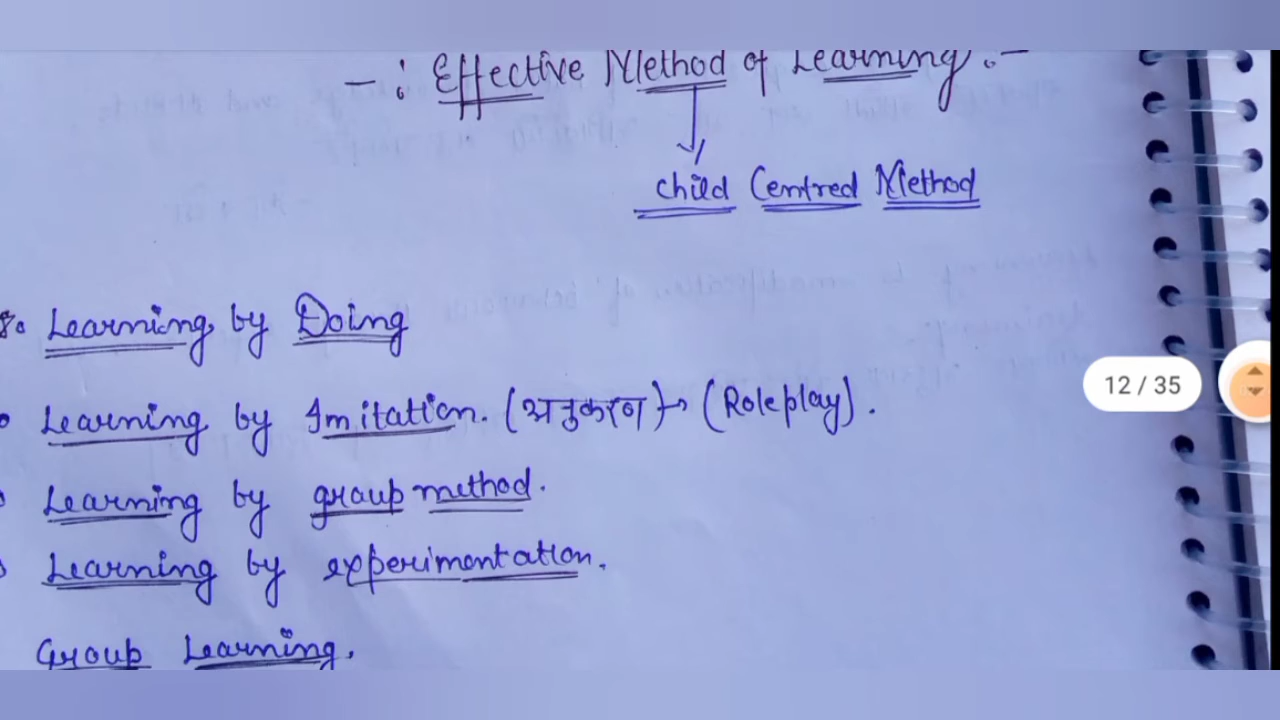 -: Effective Method of Learning :-
Child Centred Method
Learning by Doing
Learning by Imitation. (अनुकरण) → (Roleplay).
12 / 35
Learning by group method.
Learning by experimentation.
Group Learning.